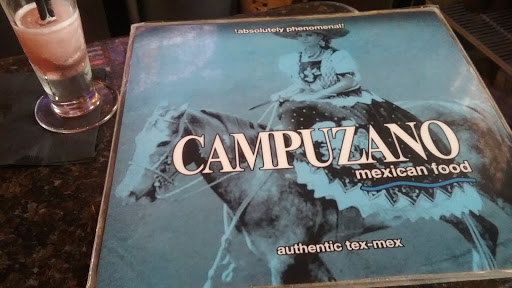 !absolutely phenomenal!
CAMPUZANO
mexican food
authentic tex-mex